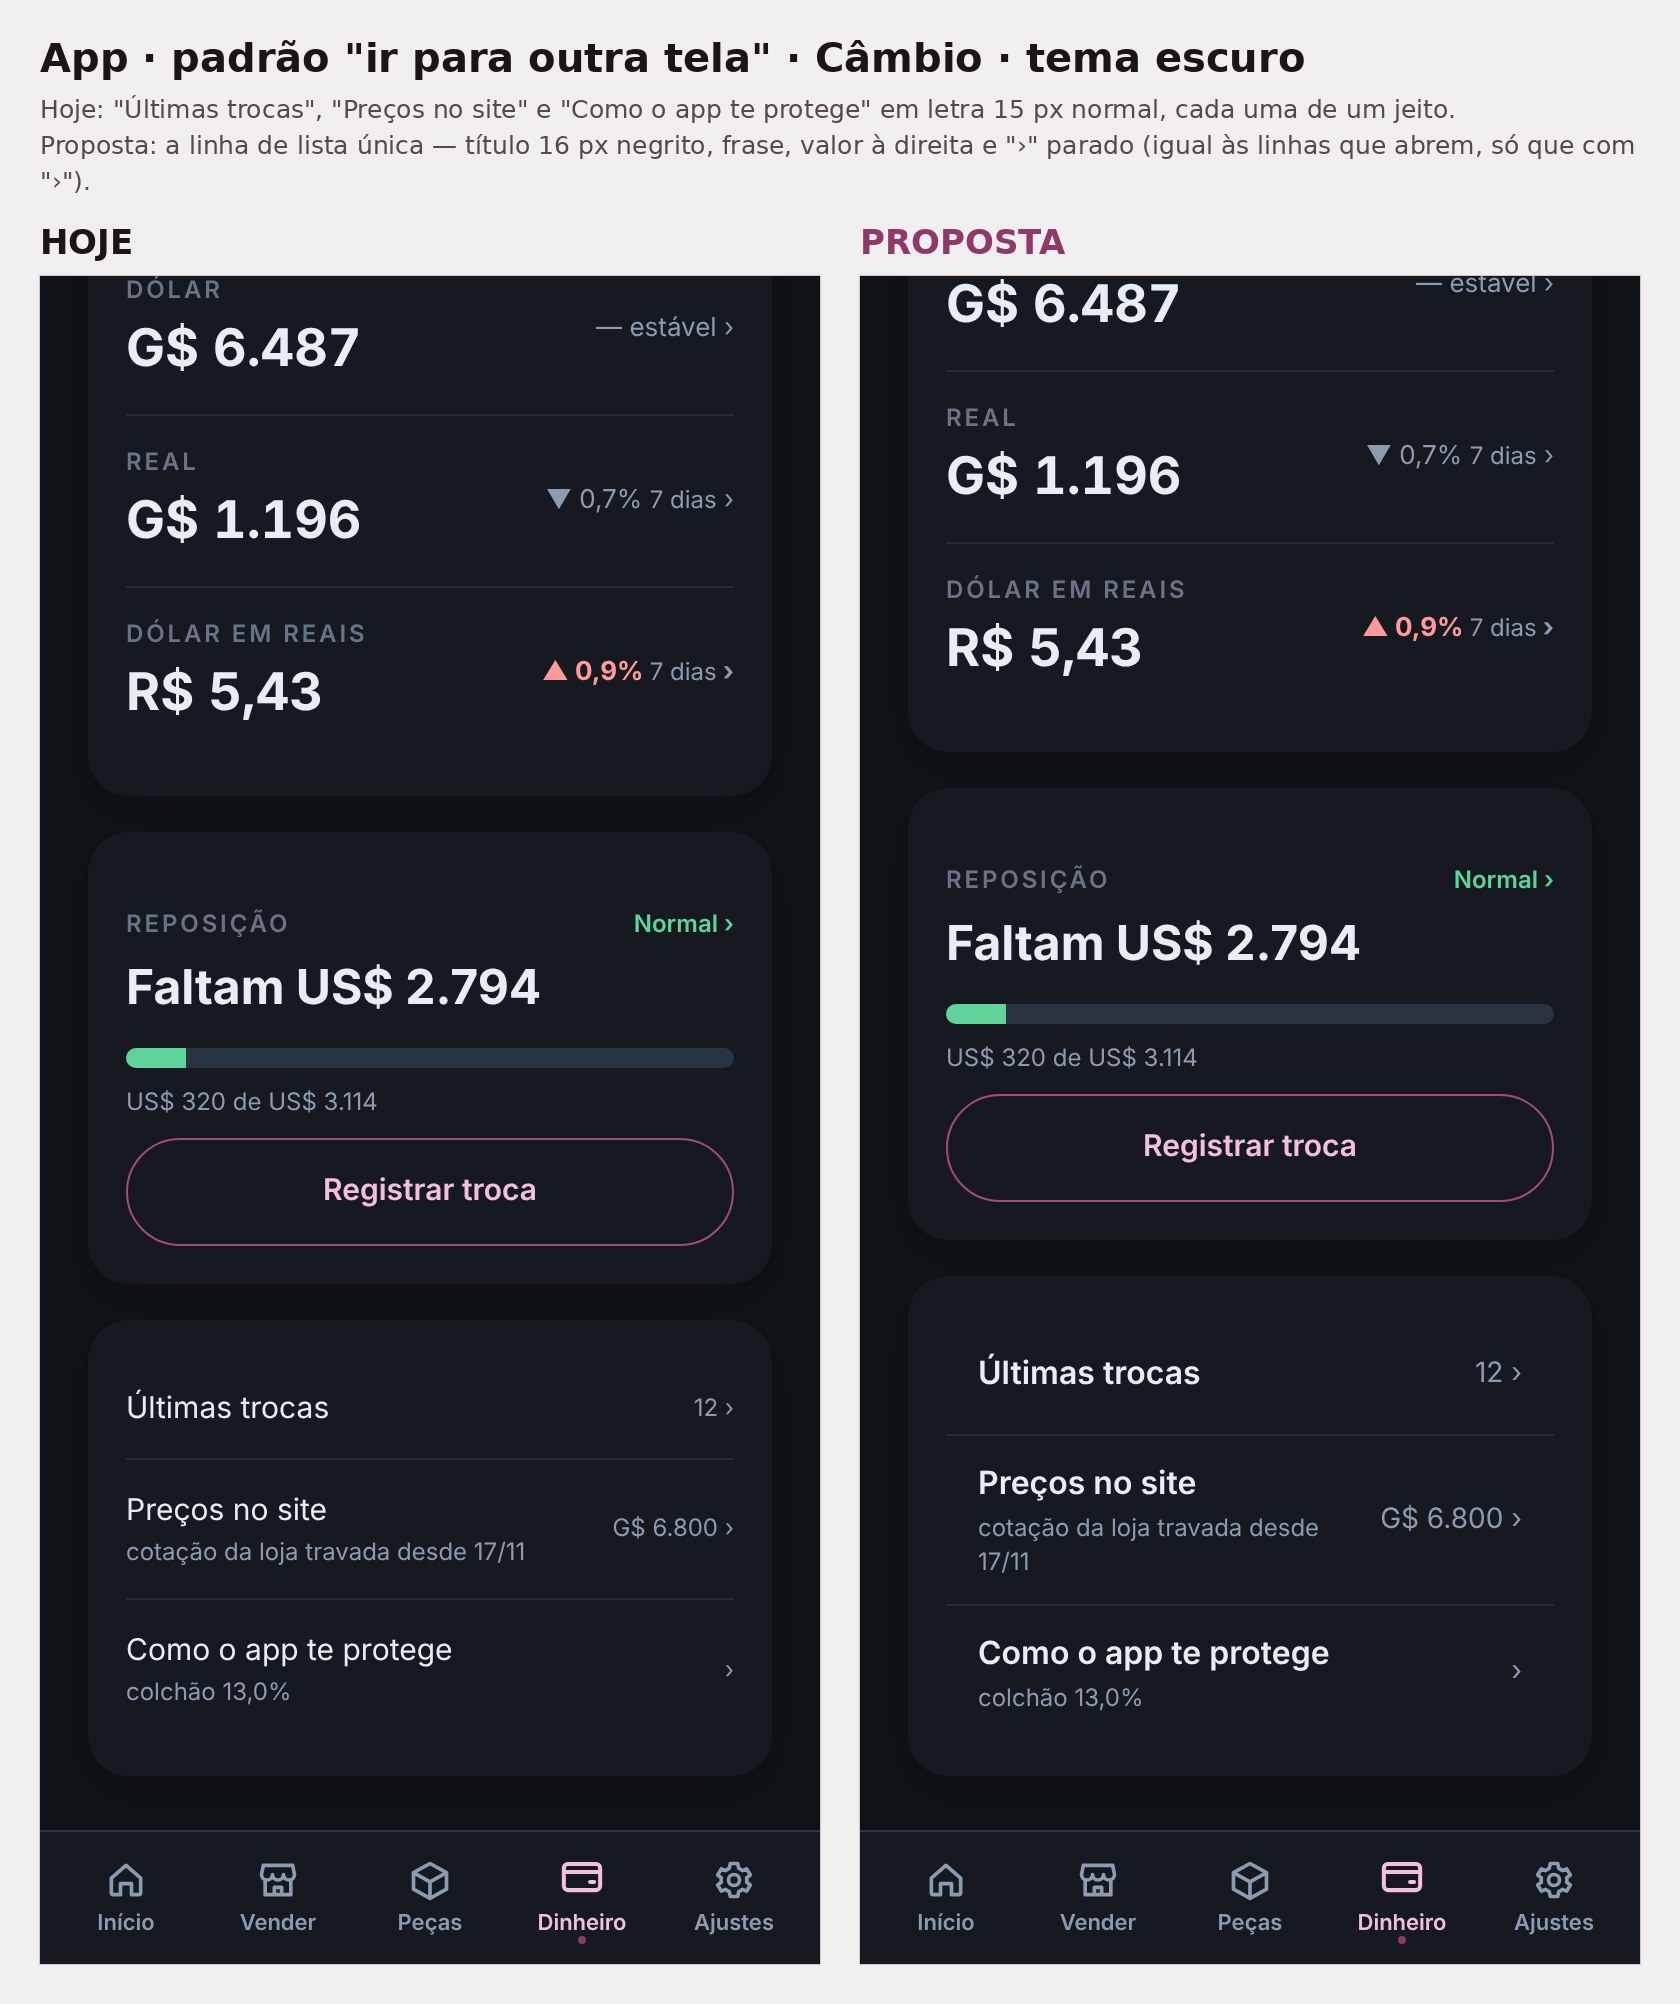 App · padrão "ir para outra tela" · Câmbio · tema escuro
Hoje: "Últimas trocas", "Preços no site" e "Como o app te protege" em letra 15 px normal, cada uma de um jeito.
Proposta: a linha de lista única — título 16 px negrito, frase, valor à direita e "›" parado (igual às linhas que abrem, só que com
"›").
HOJE
DÓLAR
G$ 6.487
— estável ›
REAL
G$ 1.196
▼ 0,7% 7 dias ›
DÓLAR EM REAIS
R$ 5,43
▲ 0,9% 7 dias ›
REPOSIÇÃO
Normal ›
Faltam US$ 2.794
US$ 320 de US$ 3.114
Registrar troca
Últimas trocas
12 ›
Preços no site
cotação da loja travada desde 17/11
G$ 6.800 ›
Como o app te protege
colchão 13,0%
›
Início
Vender
Peças
Dinheiro
Ajustes
PROPOSTA
— estável ›
G$ 6.487
REAL
G$ 1.196
▼ 0,7% 7 dias ›
DÓLAR EM REAIS
R$ 5,43
▲ 0,9% 7 dias ›
REPOSIÇÃO
Normal ›
Faltam US$ 2.794
US$ 320 de US$ 3.114
Registrar troca
Últimas trocas
12 ›
Preços no site
cotação da loja travada desde
17/11
G$ 6.800 ›
Como o app te protege
colchão 13,0%
›
Início
Vender
Peças
Dinheiro
Ajustes